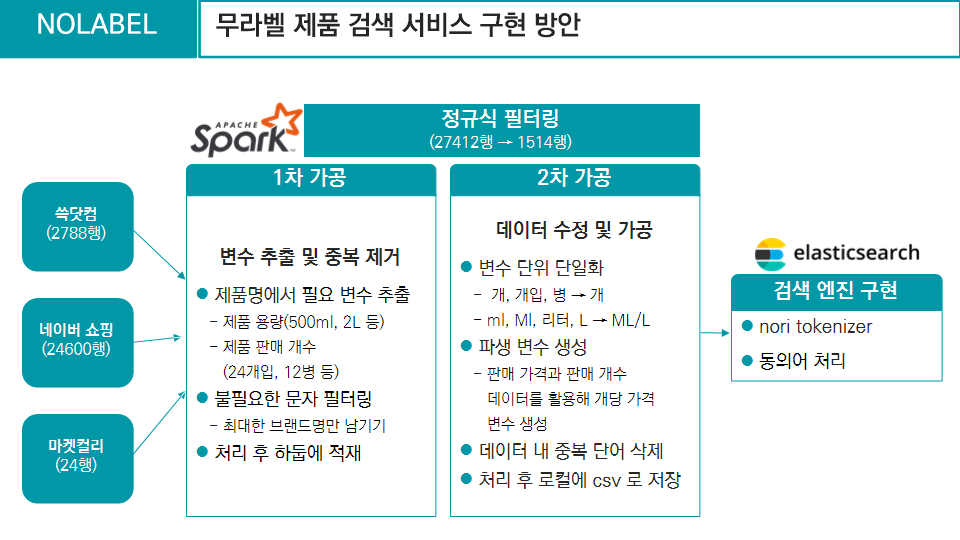 NOLABEL
무라벨 제품 검색 서비스 구현 방안
APACHE
Spark™
정규식 필터링
(27412행 → 1514행)
쓱닷컴
(2788행)
네이버 쇼핑
(24600행)
마켓컬리
(24행)
1차 가공
변수 추출 및 중복 제거
● 제품명에서 필요 변수 추출
- 제품 용량(500ml, 2L 등)
- 제품 판매 개수
(24개입, 12병 등)
● 불필요한 문자 필터링
- 최대한 브랜드명만 남기기
● 처리 후 하둡에 적재
2차 가공
데이터 수정 및 가공
● 변수 단위 단일화
- 개, 개입, 병 → 개
- ml, Ml, 리터, L → ML/L
● 파생 변수 생성
- 판매 가격과 판매 개수
데이터를 활용해 개당 가격
변수 생성
● 데이터 내 중복 단어 삭제
● 처리 후 로컬에 csv 로 저장
elasticsearch
검색 엔진 구현
● nori tokenizer
● 동의어 처리